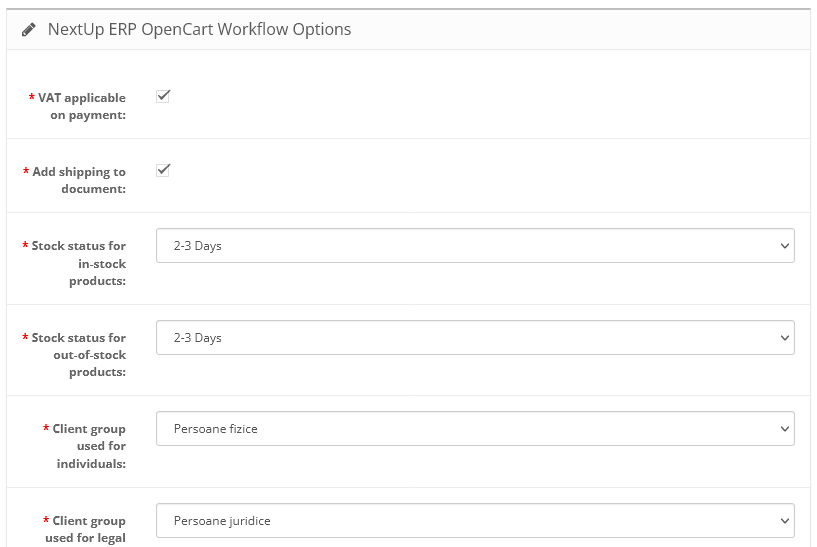 NextUp ERP OpenCart Workflow Options
* VAT applicable
on payment:
* Add shipping to
document:
* Stock status for
in-stock
products:
2-3 Days
* Stock status for
out-of-stock
products:
2-3 Days
* Client group
used for
individuals:
Persoane fizice
* Client group
used for legal
Persoane juridice